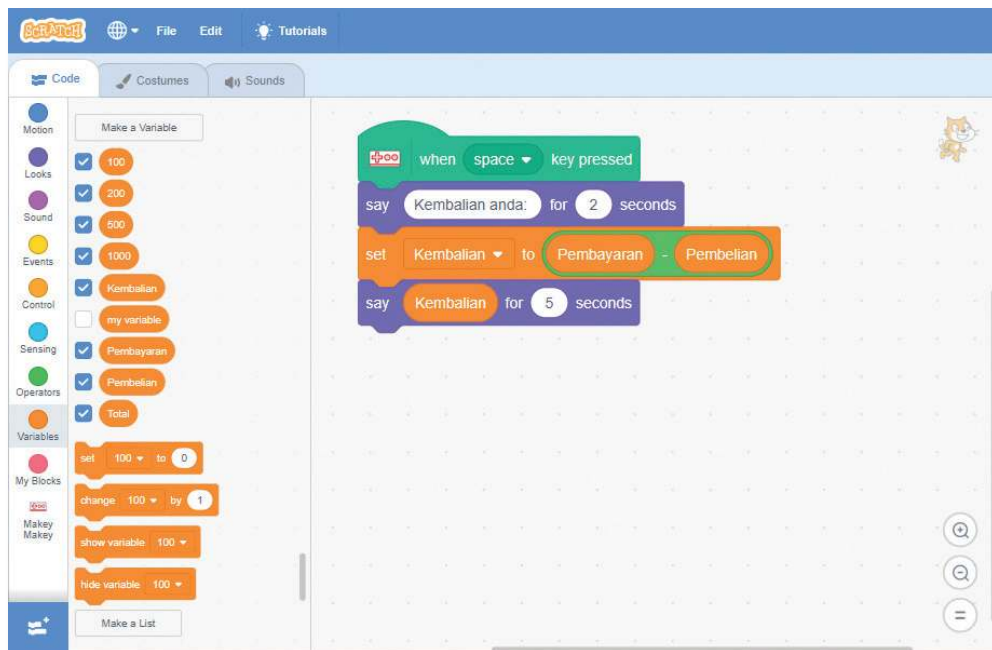 SCRATCH File Edit Tutorials
Code Costumes Sounds
Motion
Looks
Sound
Events
Control
Sensing
Operators
Variables
My Blocks
Makey
Makey
Make a Variable
100
200
500
1000
Kembalian
my variable
Pembayaran
Pembelian
Total
set 100 to 0
change 100 by 1
show variable 100
hide variable 100
Make a List
when space key pressed
say Kembalian anda: for 2 seconds
set Kembalian to Pembayaran - Pembelian
say Kembalian for 5 seconds